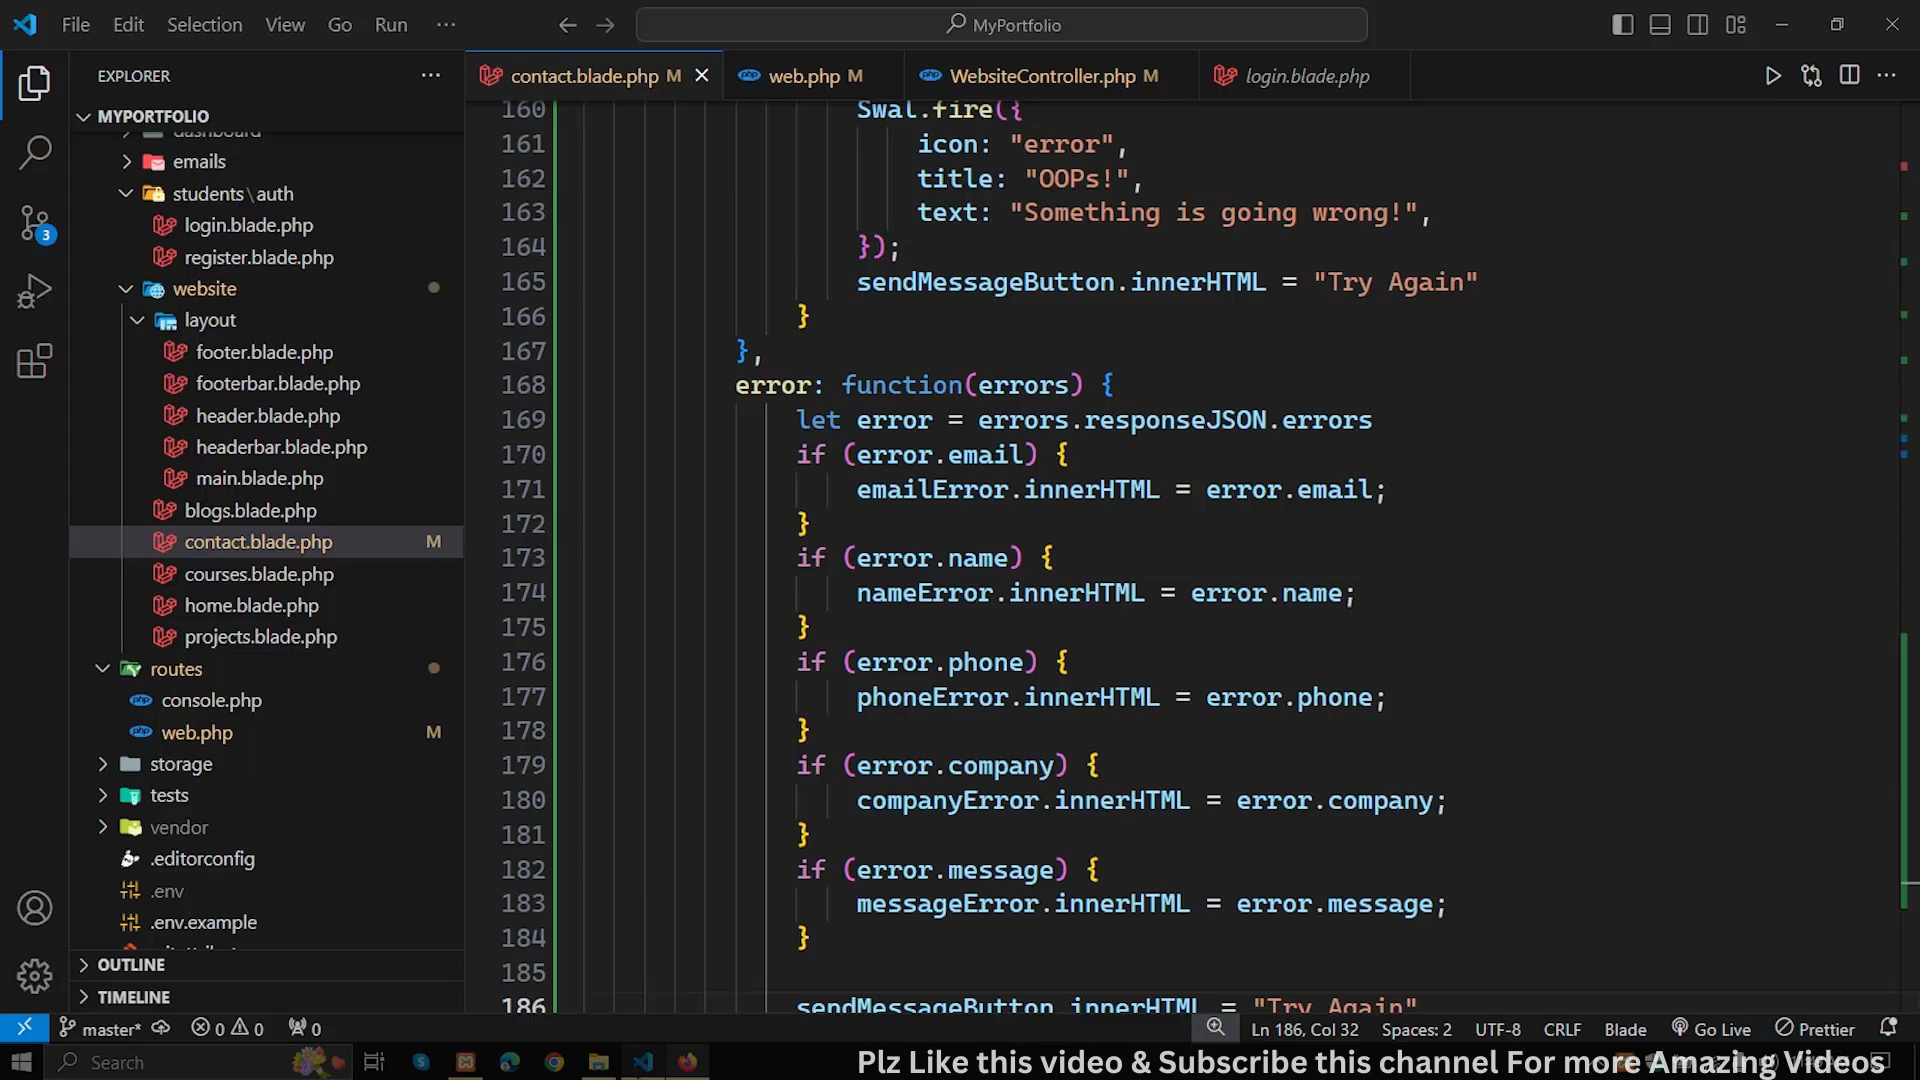 File Edit Selection View Go Run ···
MyPortfolio
EXPLORER ···
MYPORTFOLIO
dashboard
emails
students\auth
login.blade.php
register.blade.php
website
layout
footer.blade.php
footerbar.blade.php
header.blade.php
headerbar.blade.php
main.blade.php
blogs.blade.php
contact.blade.php M
courses.blade.php
home.blade.php
projects.blade.php
routes
console.php
web.php M
storage
tests
vendor
.editorconfig
.env
.env.example
OUTLINE
TIMELINE
3
contact.blade.php M
web.php M
WebsiteController.php M
login.blade.php
160 Swal.fire({
161 icon: "error",
162 title: "OOPs!",
163 text: "Something is going wrong!",
164 });
165 sendMessageButton.innerHTML = "Try Again"
166 }
167 },
168 error: function(errors) {
169 let error = errors.responseJSON.errors
170 if (error.email) {
171 emailError.innerHTML = error.email;
172 }
173 if (error.name) {
174 nameError.innerHTML = error.name;
175 }
176 if (error.phone) {
177 phoneError.innerHTML = error.phone;
178 }
179 if (error.company) {
180 companyError.innerHTML = error.company;
181 }
182 if (error.message) {
183 messageError.innerHTML = error.message;
184 }
185
186 sendMessageButton.innerHTML = "Try Again"
master* 0 0 0 Ln 186, Col 32 Spaces: 2 UTF-8 CRLF Blade Go Live Prettier
Search
Plz Like this video & Subscribe this channel For more Amazing Videos